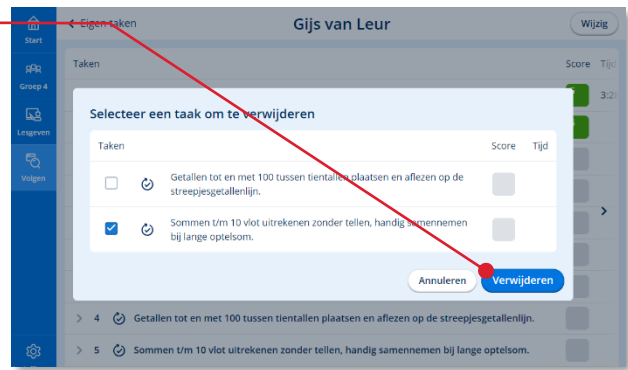 Start
Groep 4
Lesgeven
Volgen
Eigen taken
Gijs van Leur
Wijzig
Taken
Score
3:2
Selecteer een taak om te verwijderen
Taken
Score
Tijd
Getallen tot en met 100 tussen tientallen plaatsen en aflezen op de
streepjesgetallenlijn.
Sommen t/m 10 vlot uitrekenen zonder tellen, handig samennemen
bij lange optelsom.
Annuleren
Verwijderen
4 Getallen tot en met 100 tussen tientallen plaatsen en aflezen op de streepjesgetallenlijn.
5 Sommen t/m 10 vlot uitrekenen zonder tellen, handig samennemen bij lange optelsom.